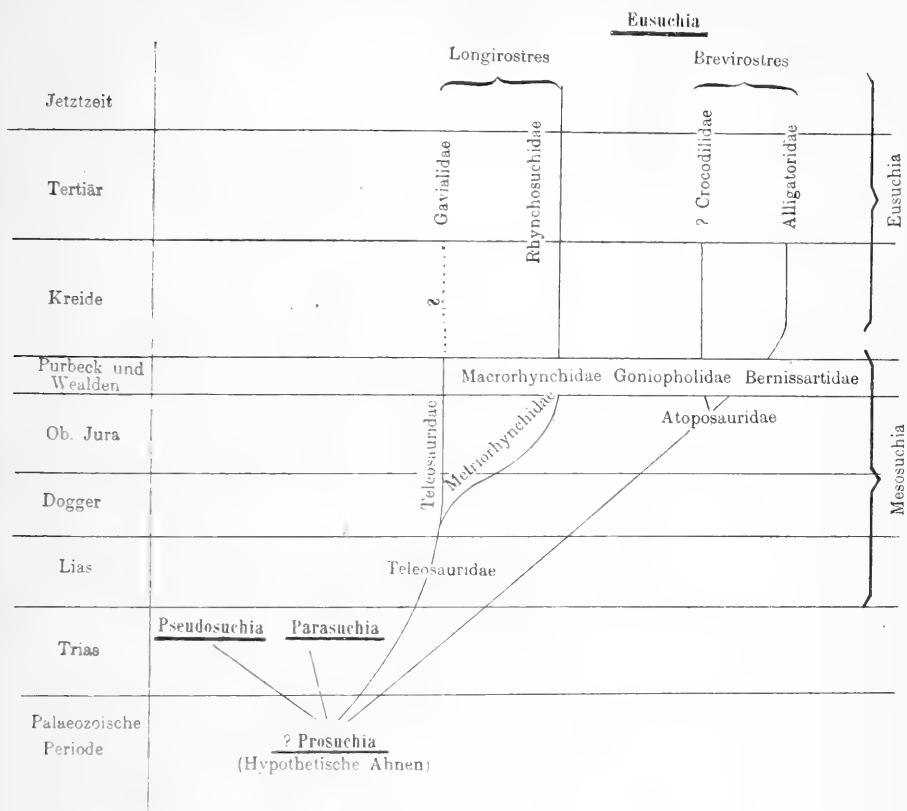 Eusuchia
Longirostres
Brevirostres
Jetztzeit
Tertiär
Gavialidae
Rhynchosuchidae
? Crocodilidae
Alligatoridae
Eusuchia
Kreide
?
Purbeck und
Wealden
Macrorhynchidae Goniopholidae Bernissartidae
Ob. Jura
Teleosauridae
Metriorhynchidae
Atoposauridae
Mesosuchia
Dogger
Lias
Teleosauridae
Trias
Pseudosuchia Parasuchia
Palaeozoische
Periode
? Prosuchia
(Hypothetische Ahnen)